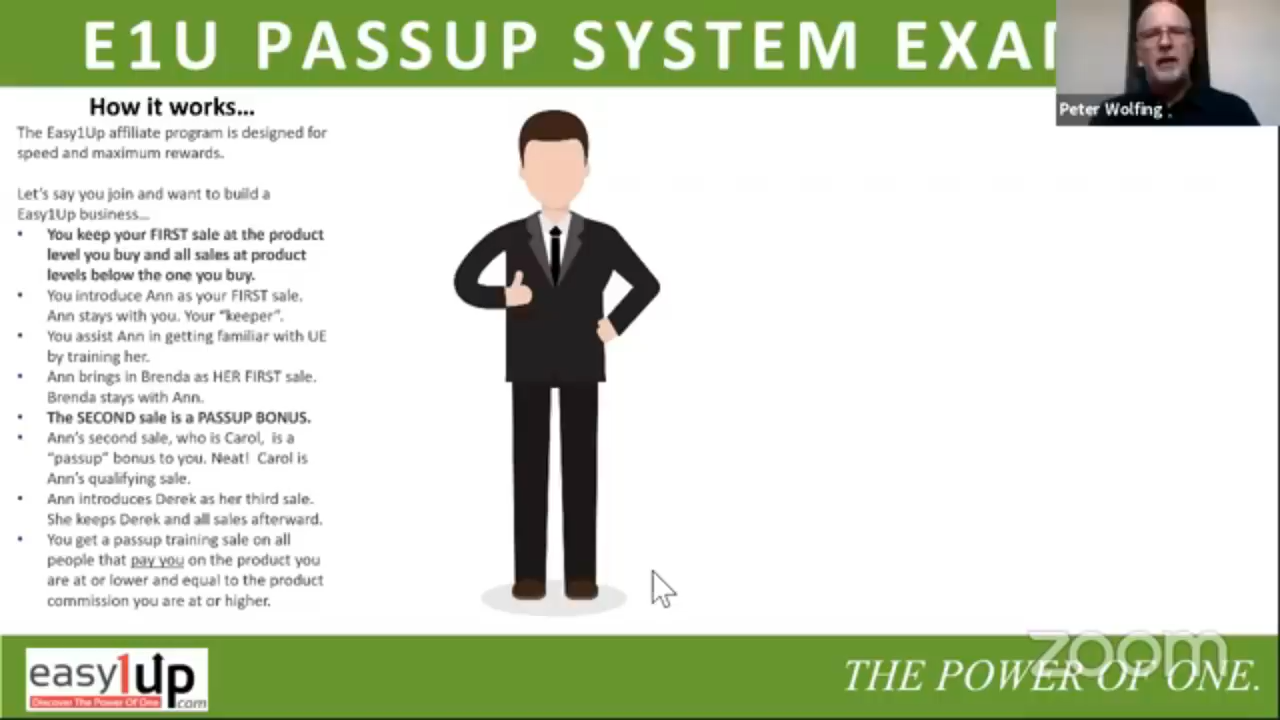 E1U PASSUP SYSTEM
Peter Wolfing
How it works...
The Easy1Up affiliate program is designed for
speed and maximum rewards.
Let's say you join and want to build a
Easy1Up business...
• You keep your FIRST sale at the product
level you buy and all sales at product
levels below the one you buy.
• You introduce Ann as your FIRST sale.
Ann stays with you. Your "keeper".
• You assist Ann in getting familiar with UE
by training her.
• Ann brings in Brenda as HER FIRST sale.
Brenda stays with Ann.
• The SECOND sale is a PASSUP BONUS.
• Ann's second sale, who is Carol, is a
"passup" bonus to you. Neat! Carol is
Ann's qualifying sale.
• Ann introduces Derek as her third sale.
She keeps Derek and all sales afterward.
• You get a passup training sale on all
people that pay you on the product you
are at or lower and equal to the product
commission you are at or higher.
easy1up
.com
Discover The Power Of One
THE POWER OF ONE.
zoom